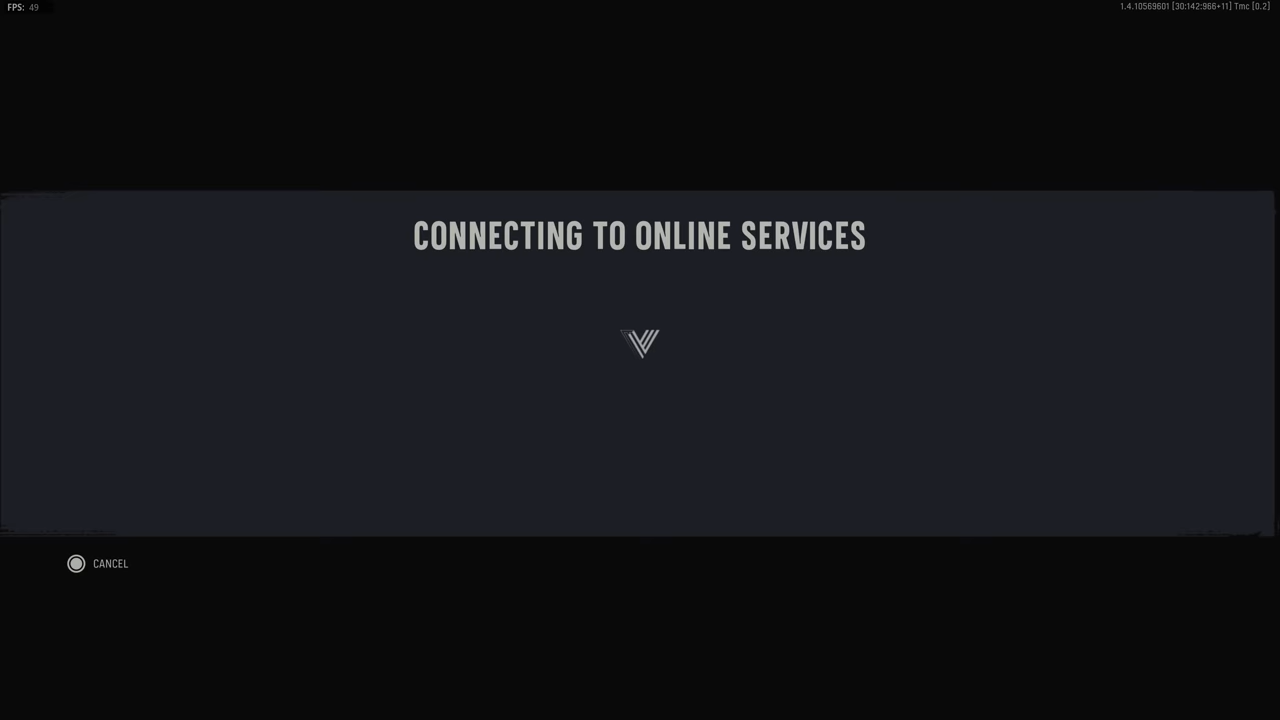 FPS: 49
1.4.10569601 [30:142:966+11] Tmc [0.2]
CONNECTING TO ONLINE SERVICES
CANCEL